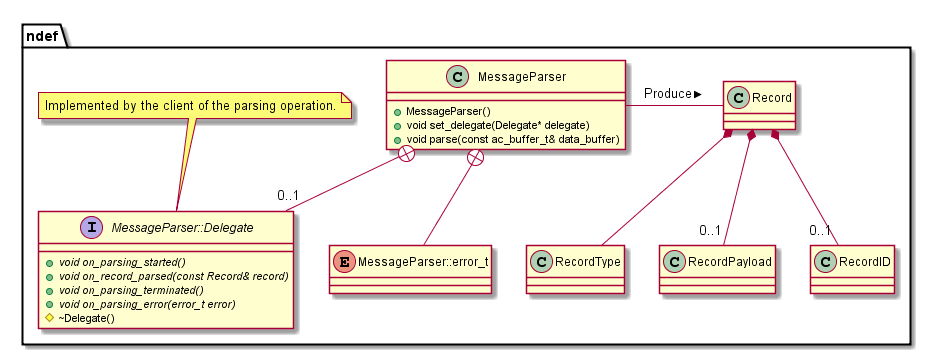 ndef
Implemented by the client of the parsing operation.
C MessageParser
MessageParser()
void set_delegate(Delegate* delegate)
void parse(const ac_buffer_t& data_buffer)
Produce ▶
C Record
0..1
I MessageParser::Delegate
void on_parsing_started()
void on_record_parsed(const Record& record)
void on_parsing_terminated()
void on_parsing_error(error_t error)
~Delegate()
E MessageParser::error_t
C RecordType
0..1
C RecordPayload
0..1
C RecordID